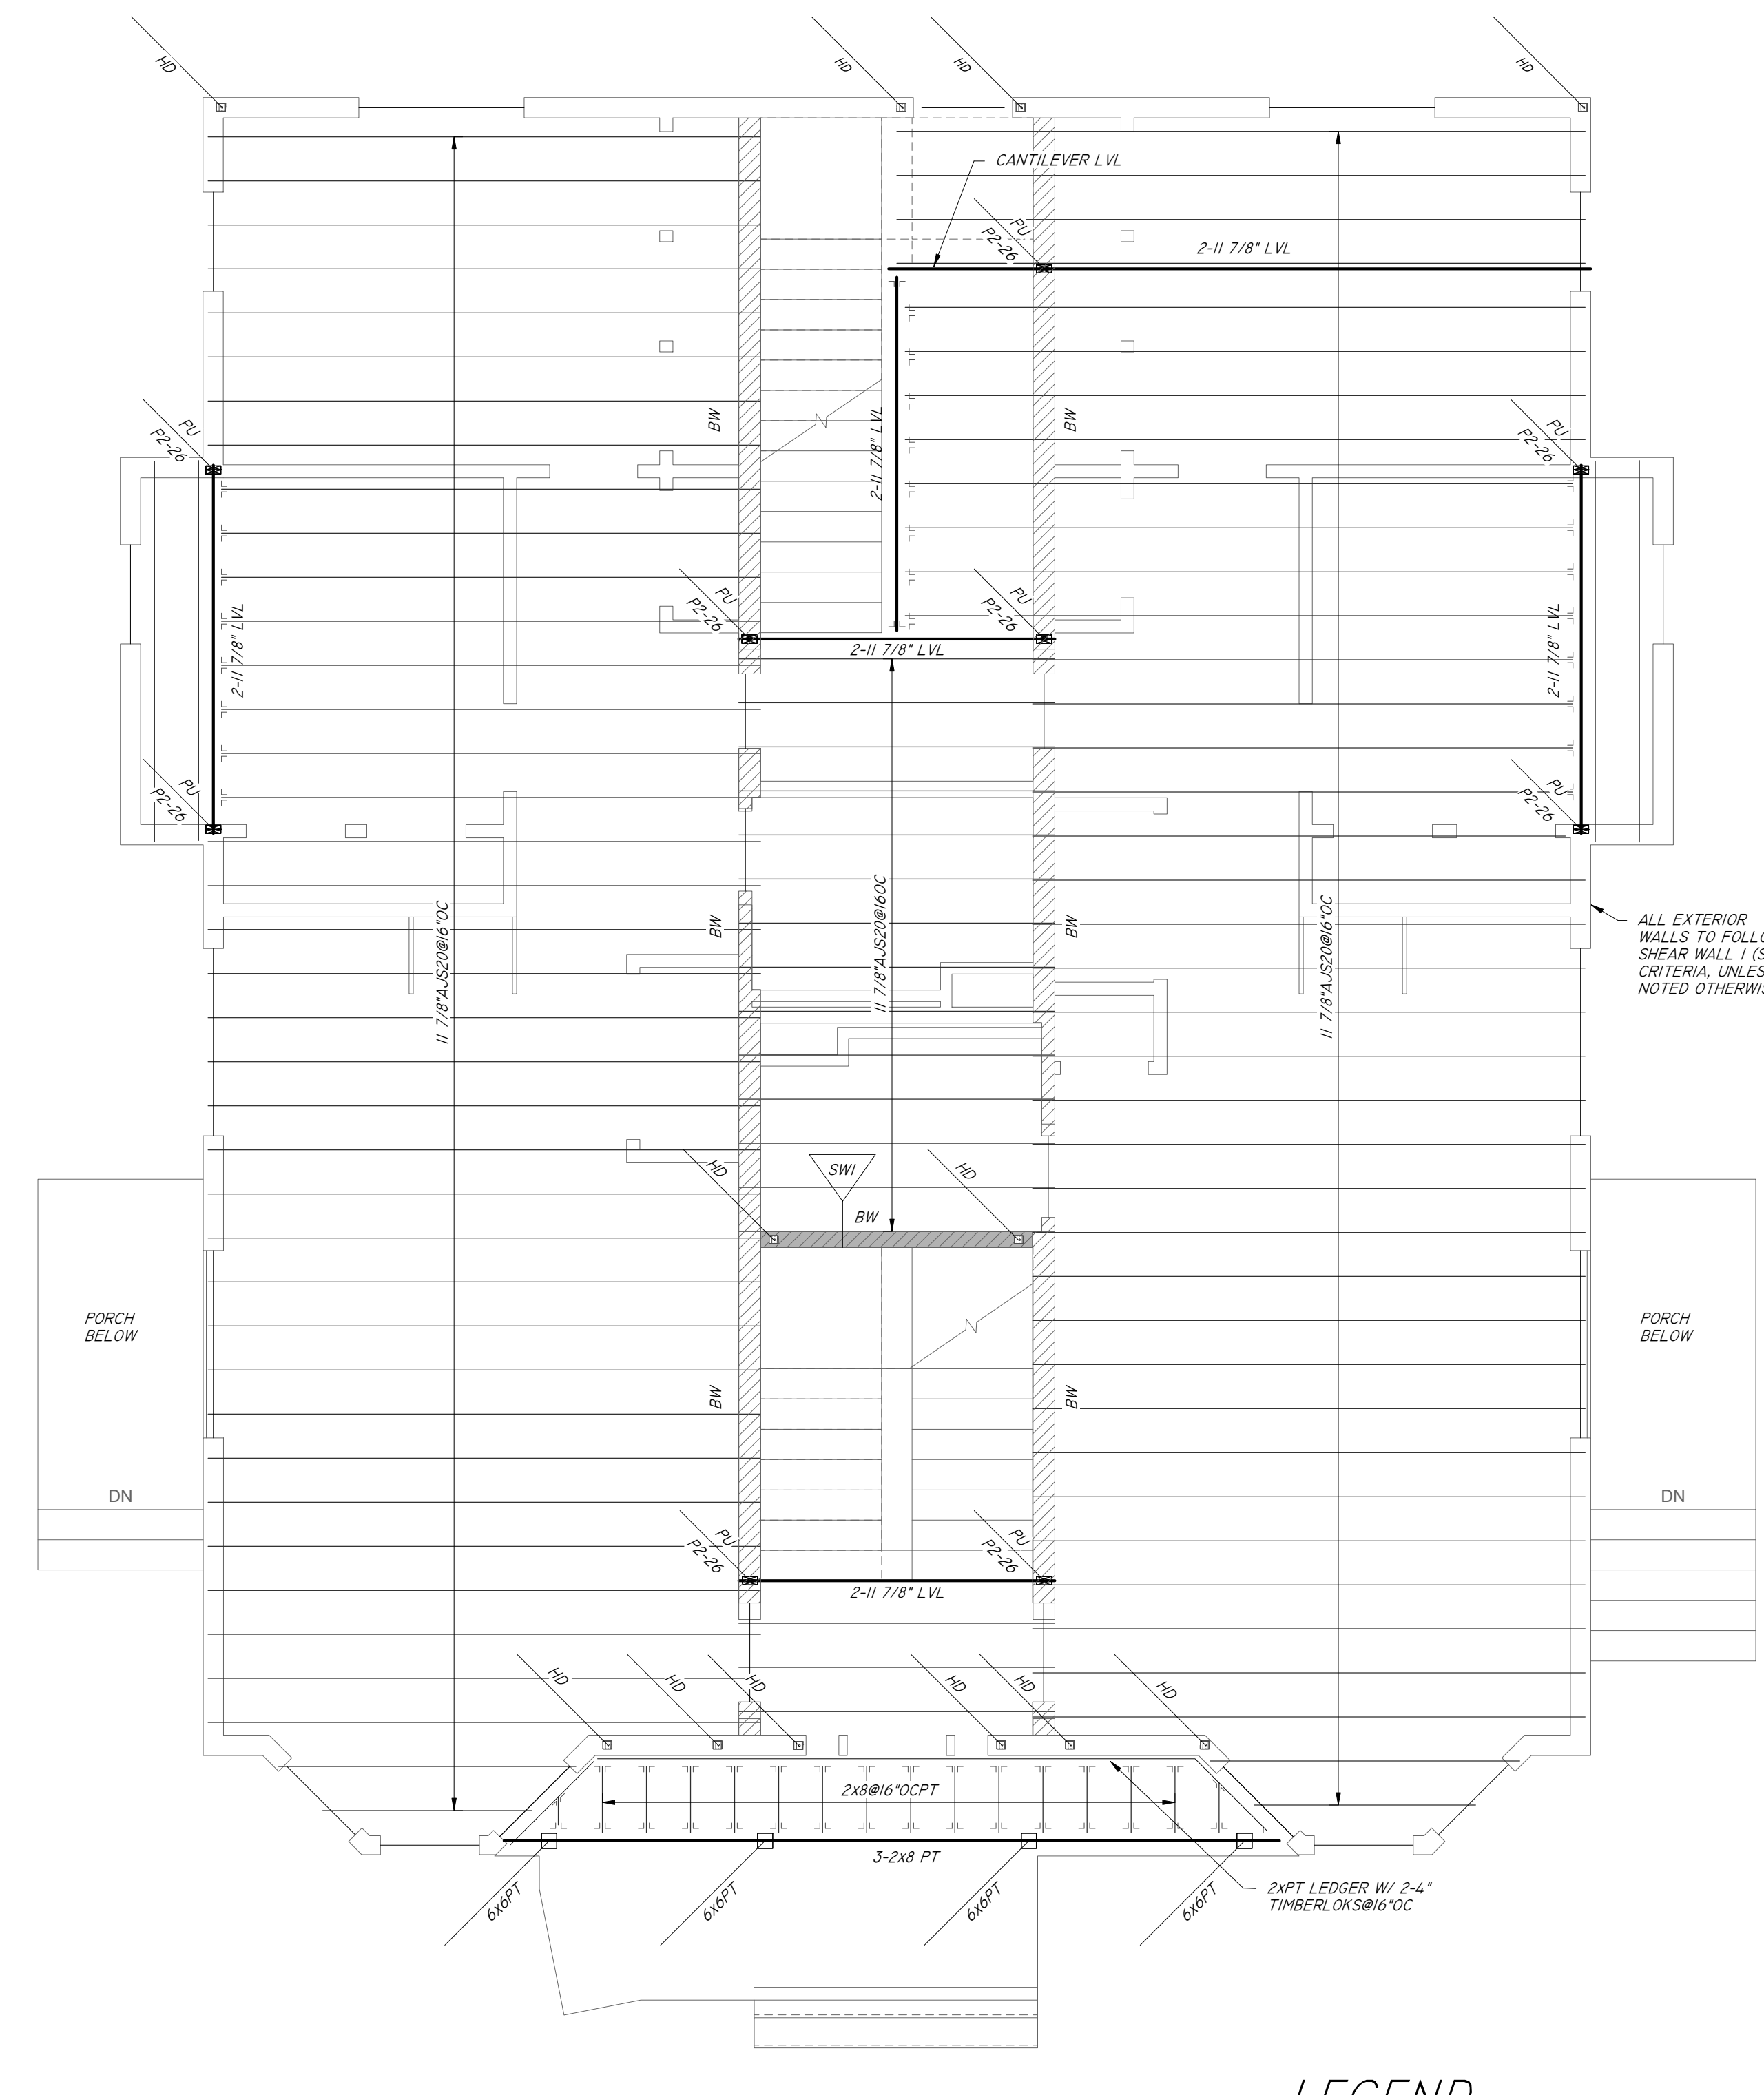 HD
HD
HD
HD
CANTILEVER LVL
PU
P2-26
2-11 7/8" LVL
BW
2-11 7/8" LVL
BW
PU
P2-26
PU
P2-26
2-11 7/8" LVL
PU
P2-26
PU
P2-26
2-11 7/8" LVL
2-11 7/8" LVL
PU
P2-26
PU
P2-26
11 7/8"AJS20@16"OC
BW
11 7/8"AJS20@16OC
BW
11 7/8"AJS20@16"OC
ALL EXTERIOR
WALLS TO FOLLO
SHEAR WALL 1 (S
CRITERIA, UNLES
NOTED OTHERWIS
HD
SW1
HD
BW
PORCH
BELOW
PORCH
BELOW
BW
BW
DN
DN
PU
P2-26
PU
P2-26
2-11 7/8" LVL
HD
HD
HD
HD
HD
HD
2x8@16"OCPT
3-2x8 PT
6x6PT
6x6PT
6x6PT
6x6PT
2xPT LEDGER W/ 2-4"
TIMBERLOKS@16"OC
LEGEND